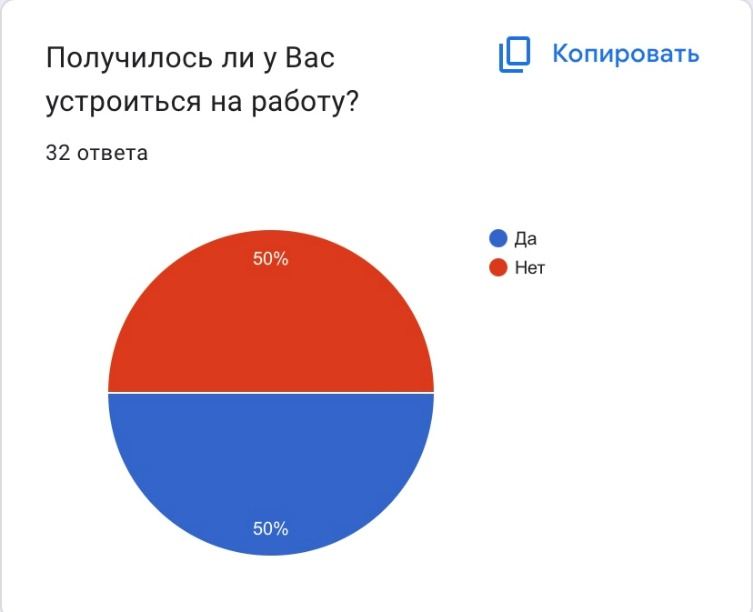 Получилось ли у Вас
устроиться на работу?
Копировать
32 ответа
Да
Нет
50%
50%